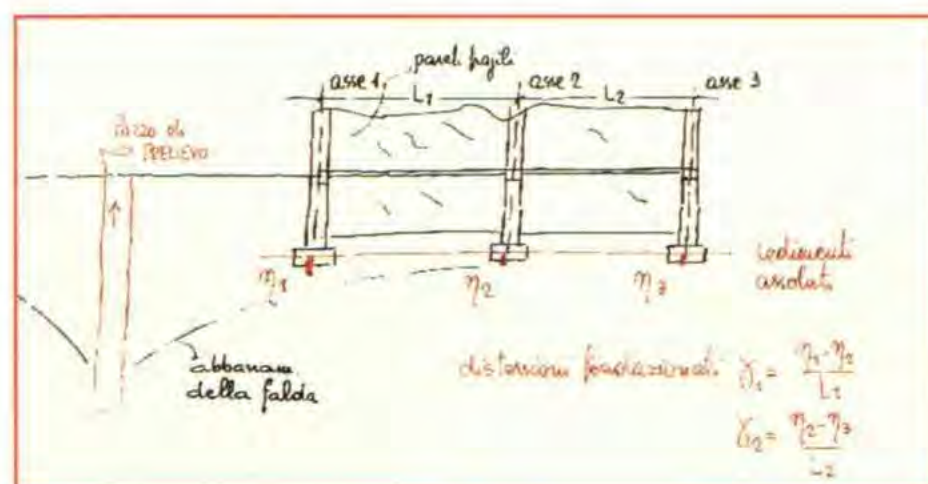 pareti fragili
asse 1
asse 2
asse 3
L1
L2
Pozzo di
PRELIEVO
η1
η2
η3
cedimenti
assoluti
abbassam.
della falda
distorsioni fondazionali
γ1 = η1-η2 / L1
γ2 = η2-η3 / L2